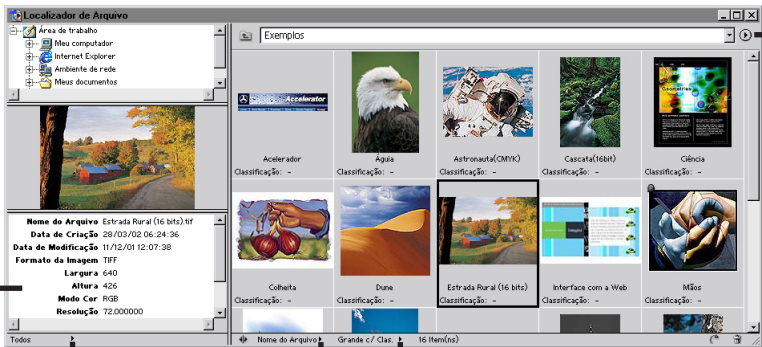 Localizador de Arquivo
Área de trabalho
Meu computador
Internet Explorer
Ambiente de rede
Meus documentos
Nome do Arquivo Estrada Rural (16 bits).tif
Data de Criação 28/03/02 06:24:36
Data de Modificação 11/12/01 12:07:38
Formato da Imagem TIFF
Largura 640
Altura 426
Modo Cor RGB
Resolução 72.000000
Todos
Exemplos
Accelerator
Geometries
Acelerador
Águia
Astronauta(CMYK)
Cascata(16bit)
Ciência
Classificação: -
Classificação: -
Classificação: -
Classificação: -
Classificação: -
Colheita
Dune
Estrada Rural (16 bits)
Interface com a Web
Mãos
Classificação: -
Classificação: -
Classificação: -
Classificação: -
Classificação: -
Nome do Arquivo
Grande c/ Clas.
16 Item(ns)